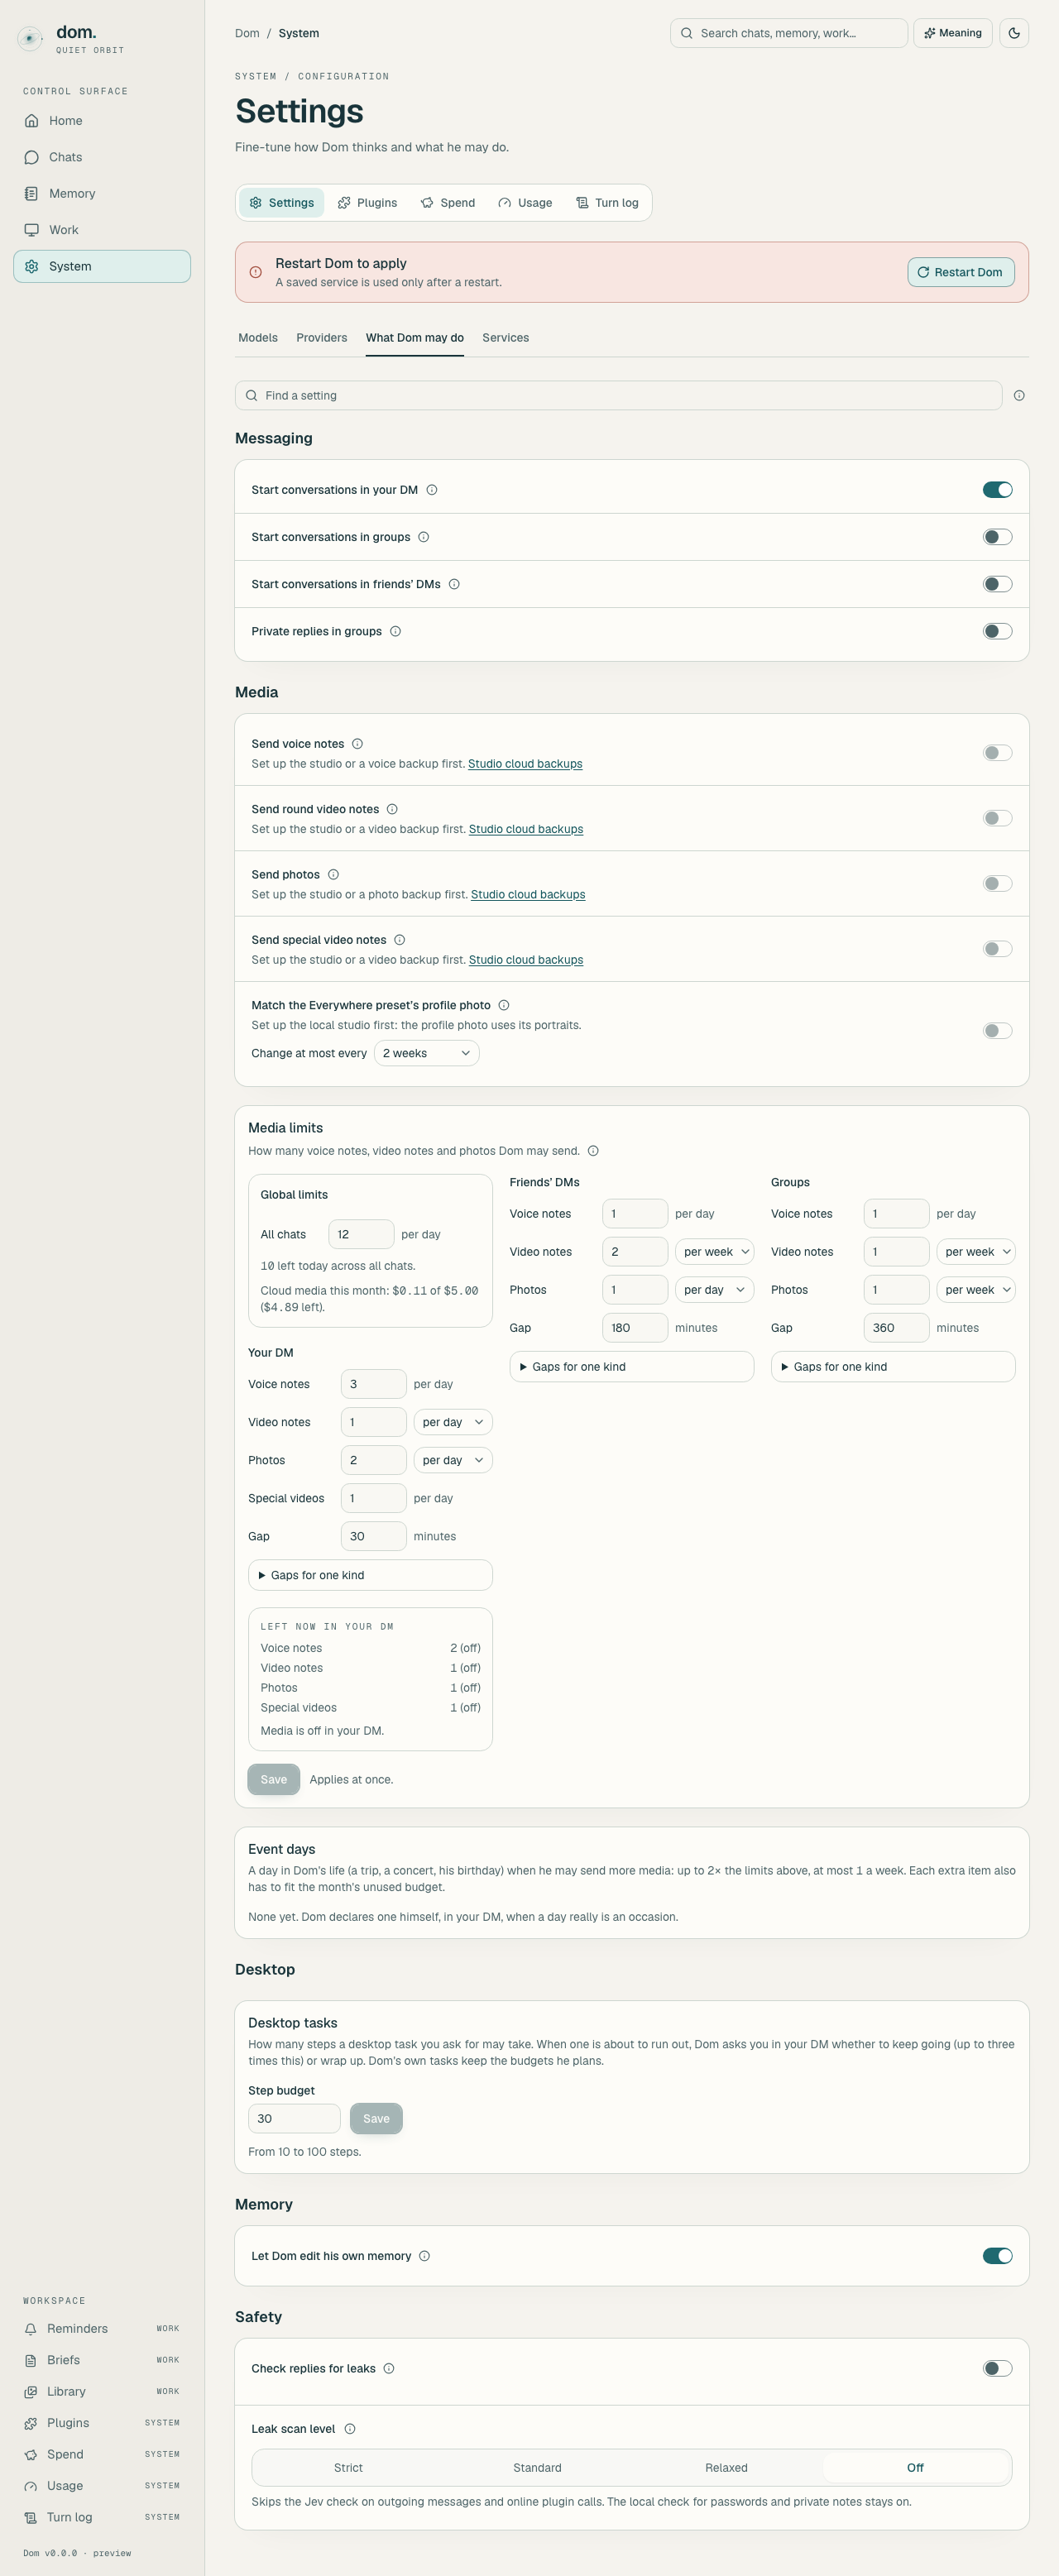 dom.
QUIET ORBIT
CONTROL SURFACE
Home
Chats
Memory
Work
System
Dom / System
Search chats, memory, work...
Meaning
SYSTEM / CONFIGURATION
Settings
Fine-tune how Dom thinks and what he may do.
Settings
Plugins
Spend
Usage
Turn log
Restart Dom to apply
A saved service is used only after a restart.
Restart Dom
Models
Providers
What Dom may do
Services
Find a setting
Messaging
Start conversations in your DM
Start conversations in groups
Start conversations in friends' DMs
Private replies in groups
Media
Send voice notes
Set up the studio or a voice backup first. Studio cloud backups
Send round video notes
Set up the studio or a video backup first. Studio cloud backups
Send photos
Set up the studio or a photo backup first. Studio cloud backups
Send special video notes
Set up the studio or a video backup first. Studio cloud backups
Match the Everywhere preset's profile photo
Set up the local studio first: the profile photo uses its portraits.
Change at most every 2 weeks
Media limits
How many voice notes, video notes and photos Dom may send.
Global limits
All chats 12 per day
10 left today across all chats.
Cloud media this month: $0.11 of $5.00
($4.89 left).
Your DM
Voice notes 3 per day
Video notes 1 per day
Photos 2 per day
Special videos 1 per day
Gap 30 minutes
Gaps for one kind
LEFT NOW IN YOUR DM
Voice notes 2 (off)
Video notes 1 (off)
Photos 1 (off)
Special videos 1 (off)
Media is off in your DM.
Friends' DMs
Voice notes 1 per day
Video notes 2 per week
Photos 1 per day
Gap 180 minutes
Gaps for one kind
Groups
Voice notes 1 per day
Video notes 1 per week
Photos 1 per week
Gap 360 minutes
Gaps for one kind
Save Applies at once.
Event days
A day in Dom's life (a trip, a concert, his birthday) when he may send more media: up to 2× the limits above, at most 1 a week. Each extra item also
has to fit the month's unused budget.
None yet. Dom declares one himself, in your DM, when a day really is an occasion.
Desktop
Desktop tasks
How many steps a desktop task you ask for may take. When one is about to run out, Dom asks you in your DM whether to keep going (up to three
times this) or wrap up. Dom's own tasks keep the budgets he plans.
Step budget
30 Save
From 10 to 100 steps.
Memory
Let Dom edit his own memory
Safety
Check replies for leaks
Leak scan level
Strict
Standard
Relaxed
Off
Skips the Jev check on outgoing messages and online plugin calls. The local check for passwords and private notes stays on.
WORKSPACE
Reminders WORK
Briefs WORK
Library WORK
Plugins SYSTEM
Spend SYSTEM
Usage SYSTEM
Turn log SYSTEM
Dom v0.0.0 · preview